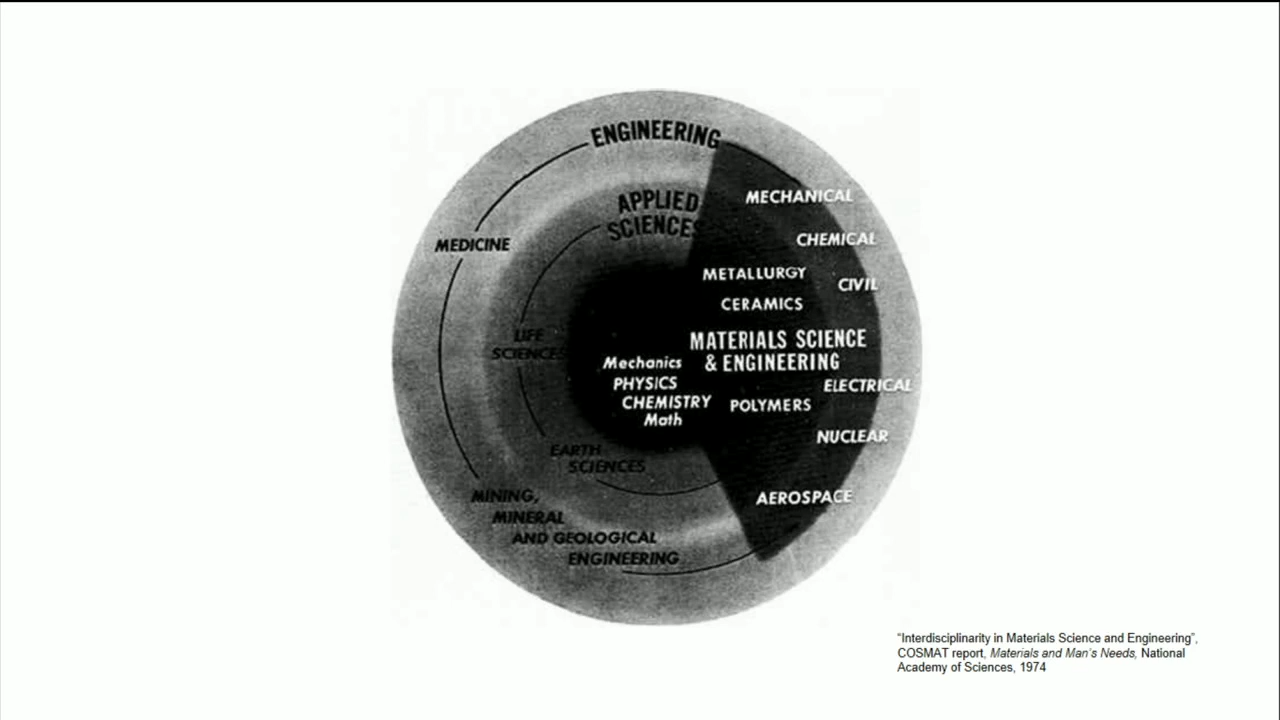 ENGINEERING
APPLIED
SCIENCES
MECHANICAL
CHEMICAL
MEDICINE
METALLURGY
CIVIL
CERAMICS
LIFE
SCIENCES
MATERIALS SCIENCE
& ENGINEERING
Mechanics
PHYSICS
CHEMISTRY
Math
ELECTRICAL
POLYMERS
NUCLEAR
EARTH
SCIENCES
AEROSPACE
MINING,
MINERAL
AND GEOLOGICAL
ENGINEERING
"Interdisciplinarity in Materials Science and Engineering",
COSMAT report, Materials and Man's Needs, National
Academy of Sciences, 1974